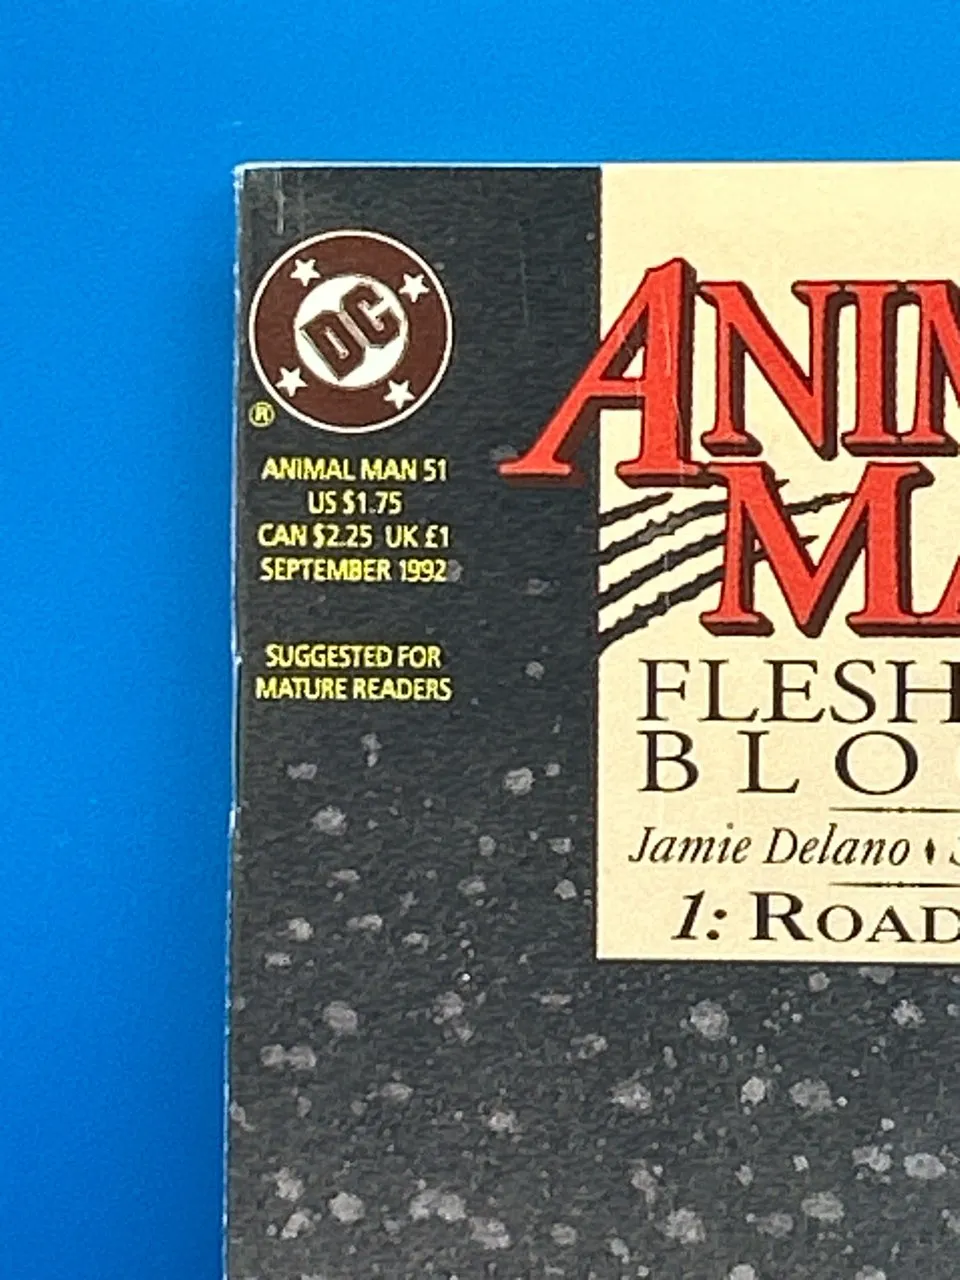 DC
®
ANIMAL MAN 51
US $1.75
CAN $2.25 UK £1
SEPTEMBER 1992
SUGGESTED FOR
MATURE READERS
ANIM
MA
FLESH
BLO
Jamie Delano ♦
1: ROAD